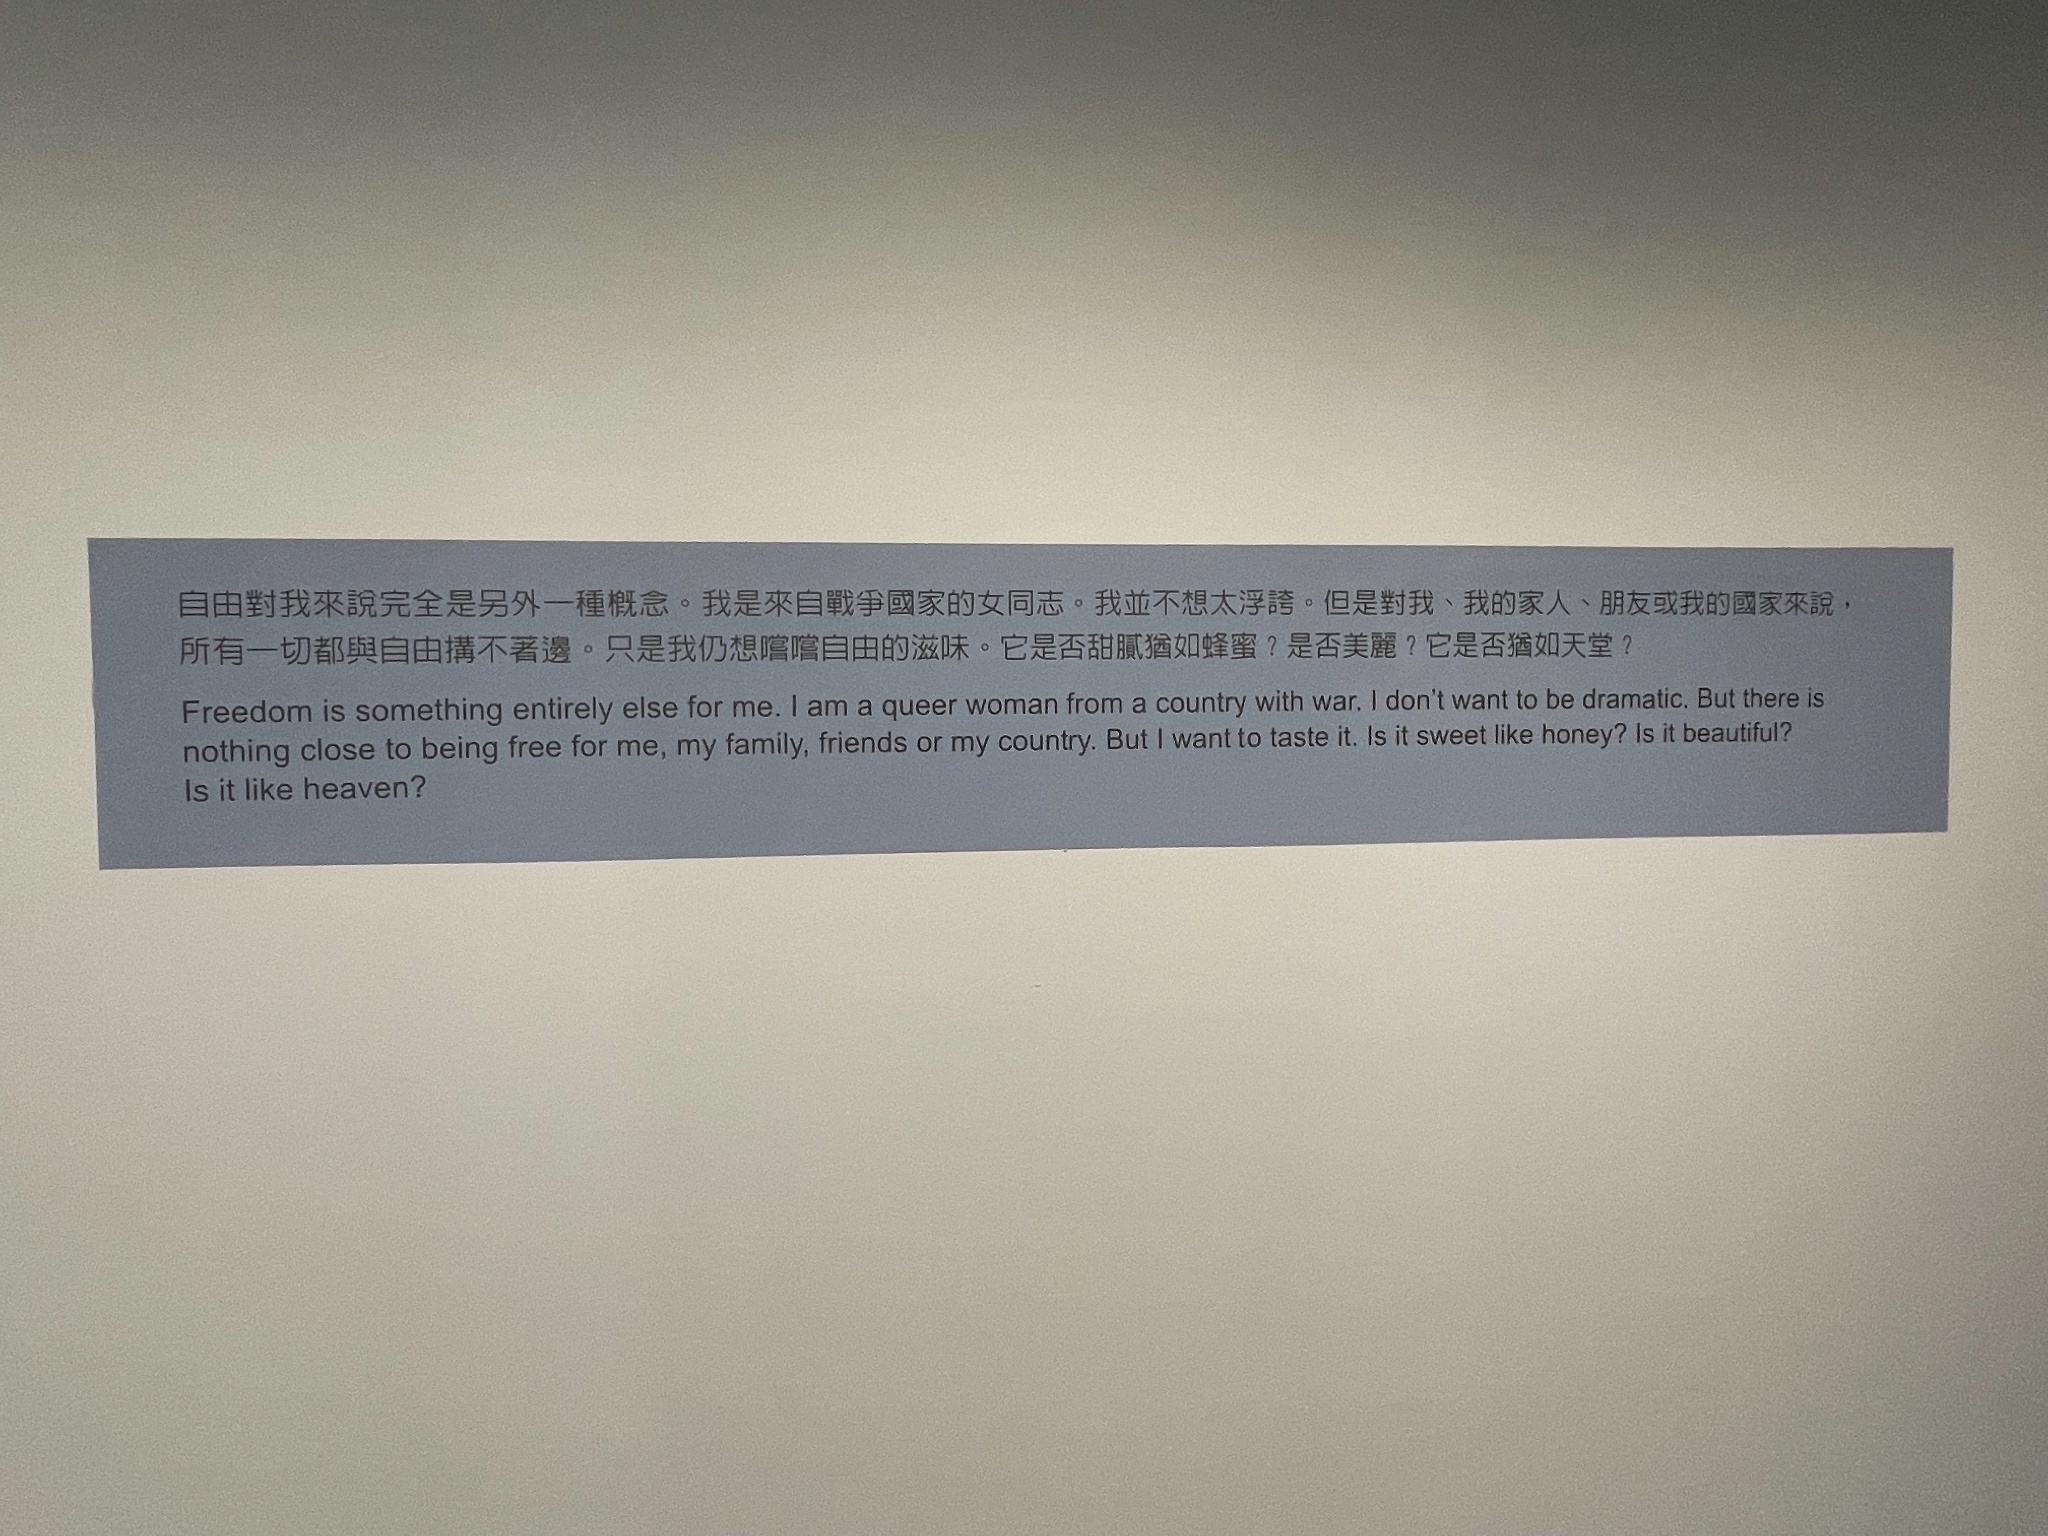 自由對我來說完全是另外一種概念。我是來自戰爭國家的女同志。我並不想太浮誇。但是對我、我的家人、朋友或我的國家來說，
所有一切都與自由搆不著邊。只是我仍想嚐嚐自由的滋味。它是否甜膩猶如蜂蜜？是否美麗？它是否猶如天堂？
Freedom is something entirely else for me. I am a queer woman from a country with war. I don’t want to be dramatic. But there is
nothing close to being free for me, my family, friends or my country. But I want to taste it. Is it sweet like honey? Is it beautiful?
Is it like heaven?